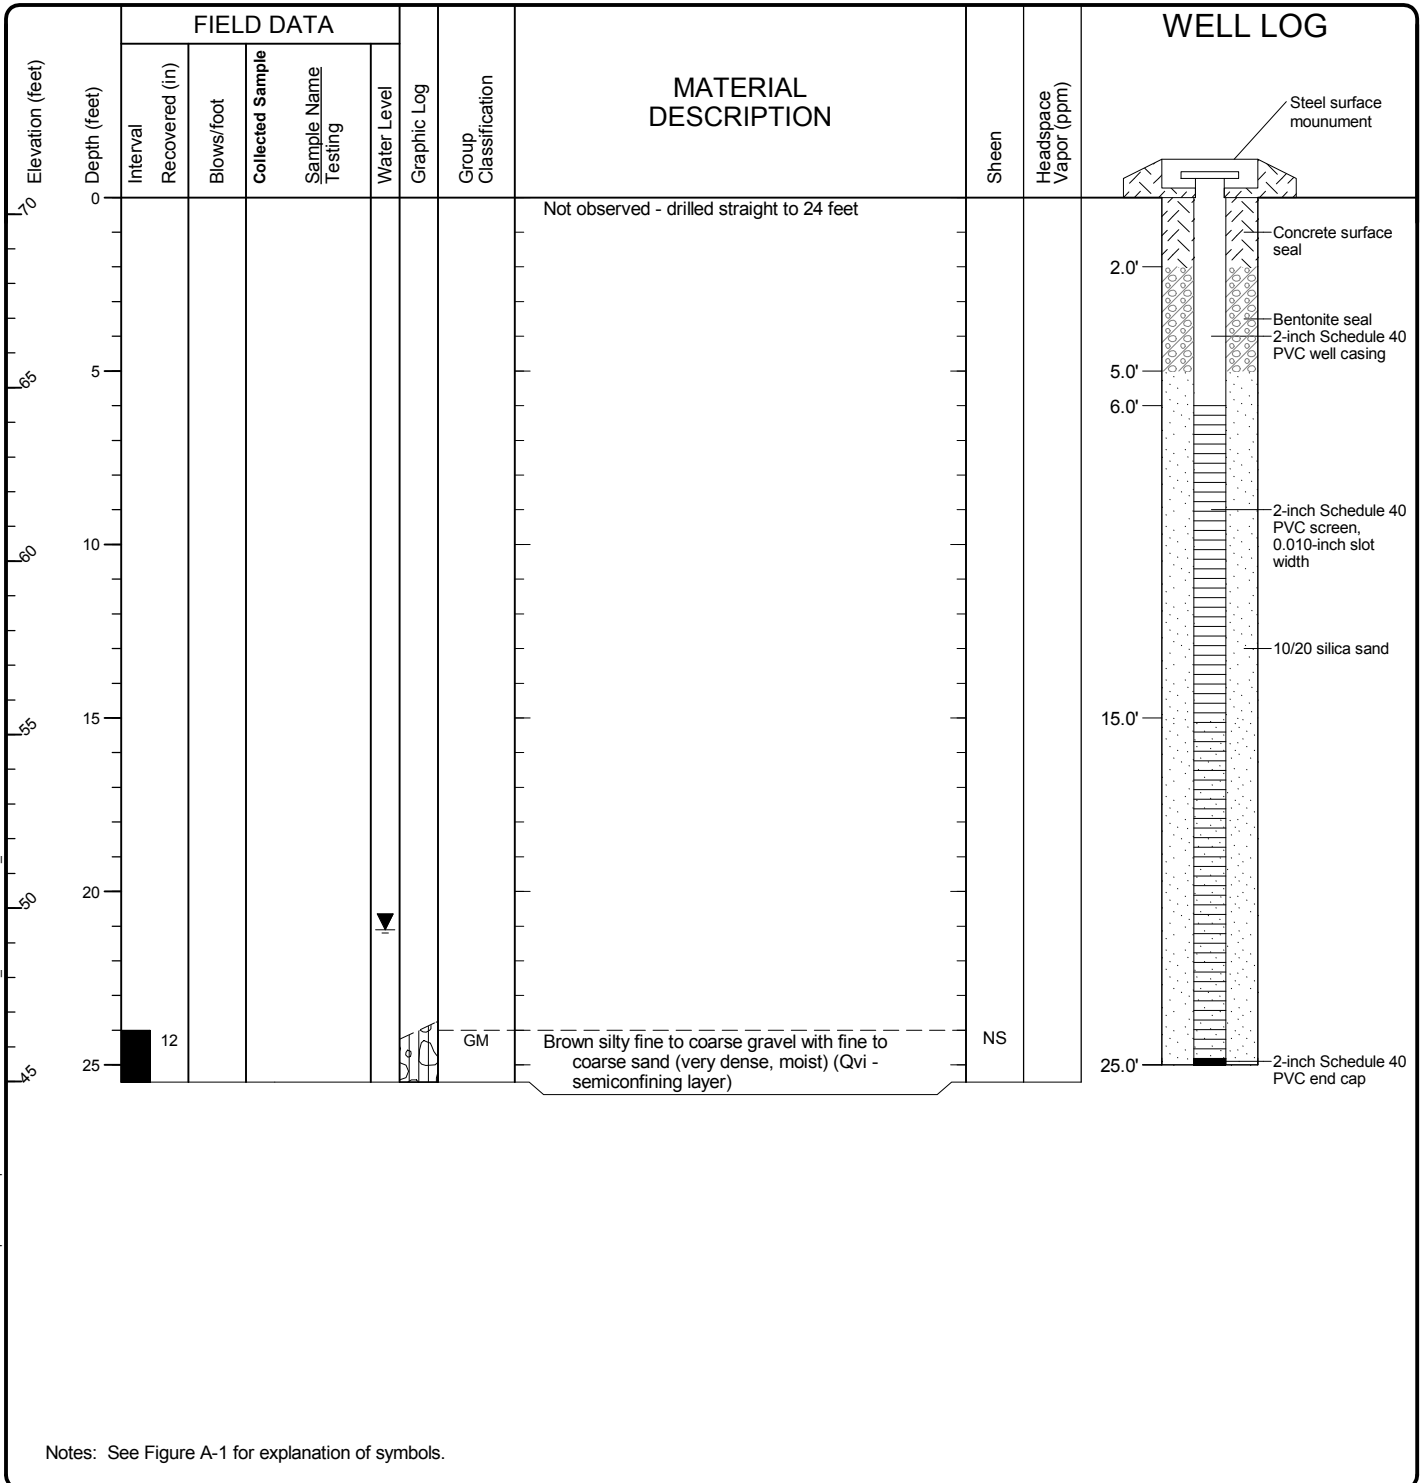 FIELD DATA
WELL LOG
Elevation (feet)
Depth (feet)
Interval
Recovered (in)
Blows/foot
Collected Sample
Sample Name
Testing
Water Level
Graphic Log
Group
Classification
MATERIAL
DESCRIPTION
Sheen
Headspace
Vapor (ppm)
Steel surface
mounument
0
70
Not observed - drilled straight to 24 feet
Concrete surface
seal
2.0'
Bentonite seal
2-inch Schedule 40
PVC well casing
5
65
5.0'
6.0'
2-inch Schedule 40
PVC screen,
0.010-inch slot
width
10
60
10/20 silica sand
15
55
15.0'
20
50
12
GM
Brown silty fine to coarse gravel with fine to
coarse sand (very dense, moist) (Qvi -
semiconfining layer)
NS
25
45
25.0'
2-inch Schedule 40
PVC end cap
Notes: See Figure A-1 for explanation of symbols.